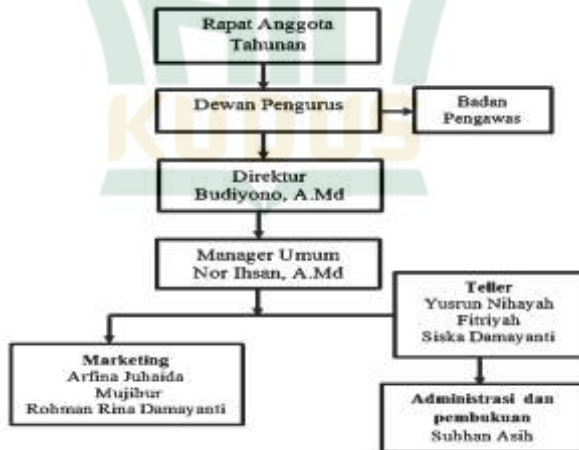 Rapat Anggota
Tahunan
Dewan Pengurus
Badan
Pengawas
KUDUS
Direktur
Budiyono, A.Md
Manager Umum
Nor Ihsan, A.Md
Teller
Yusrun Nihayah
Fitriyah
Siska Damayanti
Marketing
Arfina Juhaida
Mujibur
Rohman Rina Damayanti
Administrasi dan
pembukuan
Subhan Asih